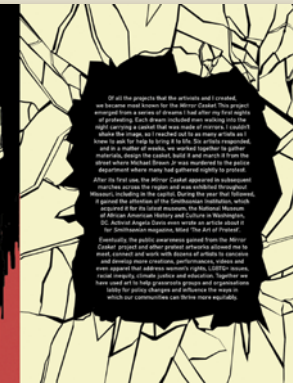 Of all the projects that the artivists and I created,
we became most known for the Mirror Casket. This project
emerged from a series of dreams I had after my first nights
of protesting. Each dream included men walking into the
night carrying a casket that was made of mirrors. I couldn't
shake the image, so I reached out to as many artists as I
knew to ask for help to bring it to life. Six artists responded,
and in a matter of weeks, we worked together to gather
materials, design the casket, build it and march it from the
street where Michael Brown Jr was murdered to the police
department where many had gathered nightly to protest.
After its first use, the Mirror Casket appeared in subsequent
marches across the region and was exhibited throughout
Missouri, including in the capitol. During the year that followed
it gained the attention of the Smithsonian Institution, which
acquired it for its latest museum, the National Museum
of African American History and Culture in Washington,
DC. Activist Angela Davis even wrote an article about it
for Smithsonian magazine, titled 'The Art of Protest'.
Eventually, the public awareness gained from the Mirror
Casket project and other protest artworks allowed me to
meet, connect and work with dozens of artists to conceive
and develop more creations, performances, videos and
even apparel that address women's rights, LGBTQ+ issues,
racial inequity, climate justice and education. Together we
have used art to help grassroots groups and organisations
lobby for policy changes and influence the ways in
which our communities can thrive more equitably.